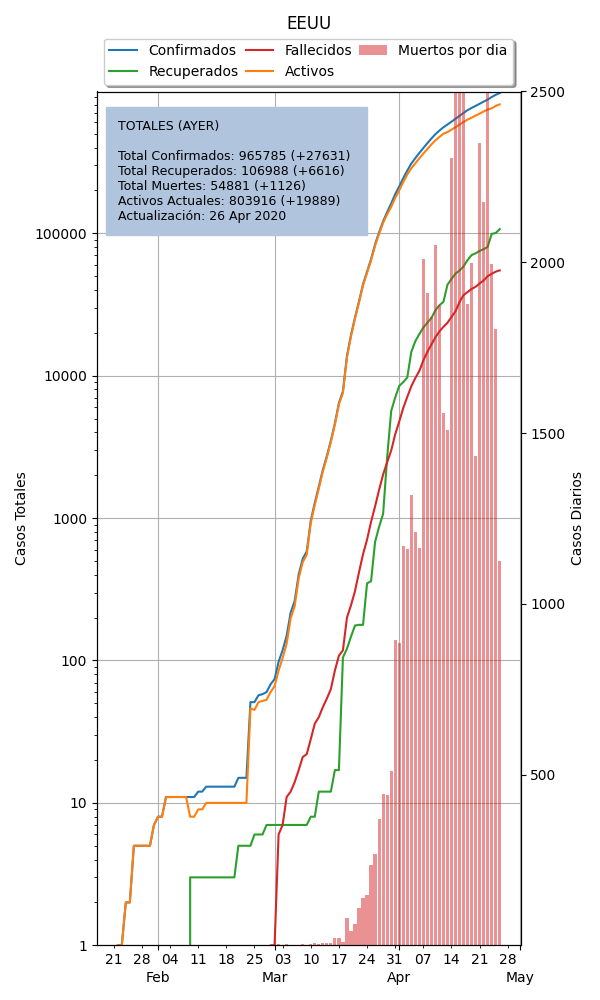 EEUU
Confirmados Fallecidos Muertos por dia
Recuperados Activos
TOTALES (AYER)
Total Confirmados: 965785 (+27631)
Total Recuperados: 106988 (+6616)
Total Muertes: 54881 (+1126)
Activos Actuales: 803916 (+19889)
Actualización: 26 Apr 2020
Casos Totales
100000
10000
1000
100
10
1
2500
2000
1500
1000
500
Casos Diarios
21 28 04 11 18 25 03 10 17 24 31 07 14 21 28
Feb Mar Apr May